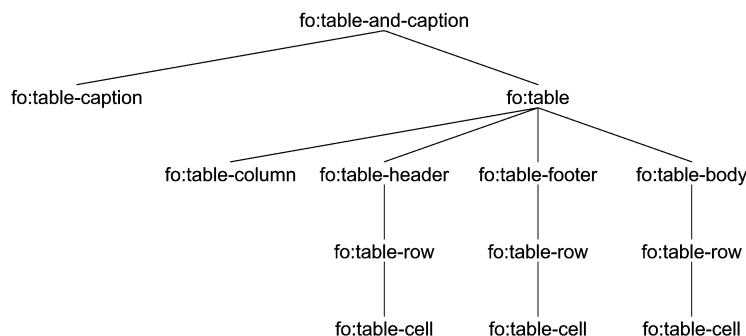 fo:table-and-caption
fo:table-caption fo:table
fo:table-column fo:table-header fo:table-footer fo:table-body
fo:table-row fo:table-row fo:table-row
fo:table-cell fo:table-cell fo:table-cell